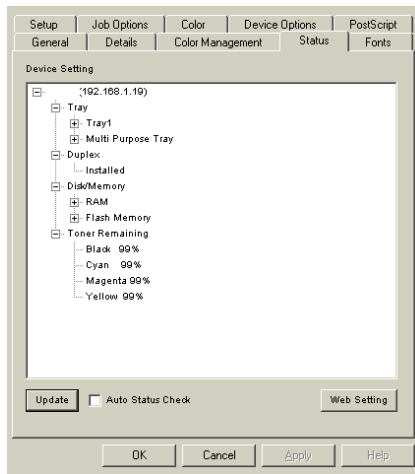 Setup Job Options Color Device Options PostScript
General Details Color Management Status Fonts
Device Setting
(192.168.1.19)
Tray
Tray1
Multi Purpose Tray
Duplex
Installed
Disk/Memory
RAM
Flash Memory
Toner Remaining
Black 99%
Cyan 99%
Magenta 99%
Yellow 99%
Update Auto Status Check Web Setting
OK Cancel Apply Help